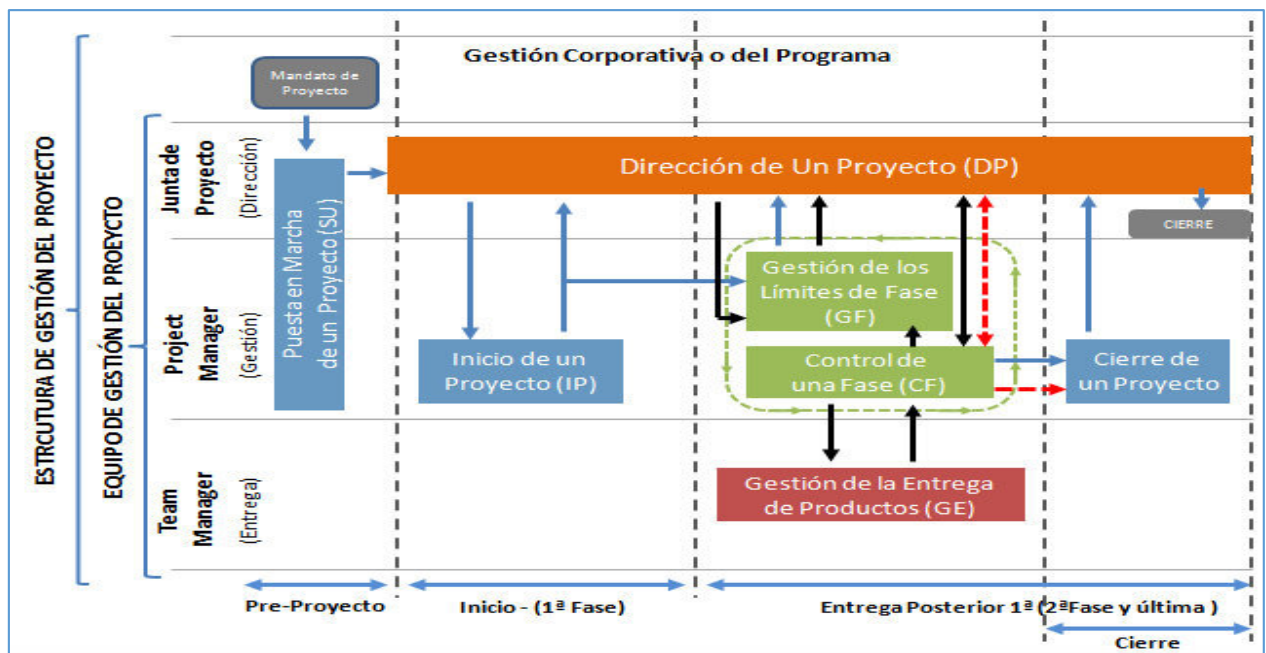 Gestión Corporativa o del Programa
Mandato de
Proyecto
ESTRCUTURA DE GESTIÓN DEL PROYECTO
EQUIPO DE GESTIÓN DEL PROEYCTO
Junta de
Proyecto
(Dirección)
Project
Manager
(Gestión)
Team
Manager
(Entrega)
Puesta en Marcha
de un Proyecto (SU)
Dirección de Un Proyecto (DP)
CIERRE
Gestión de los
Límites de Fase
(GF)
Inicio de un
Proyecto (IP)
Control de
una Fase (CF)
Cierre de
un Proyecto
Gestión de la Entrega
de Productos (GE)
Pre-Proyecto
Inicio - (1ª Fase)
Entrega Posterior 1ª (2ªFase y última )
Cierre